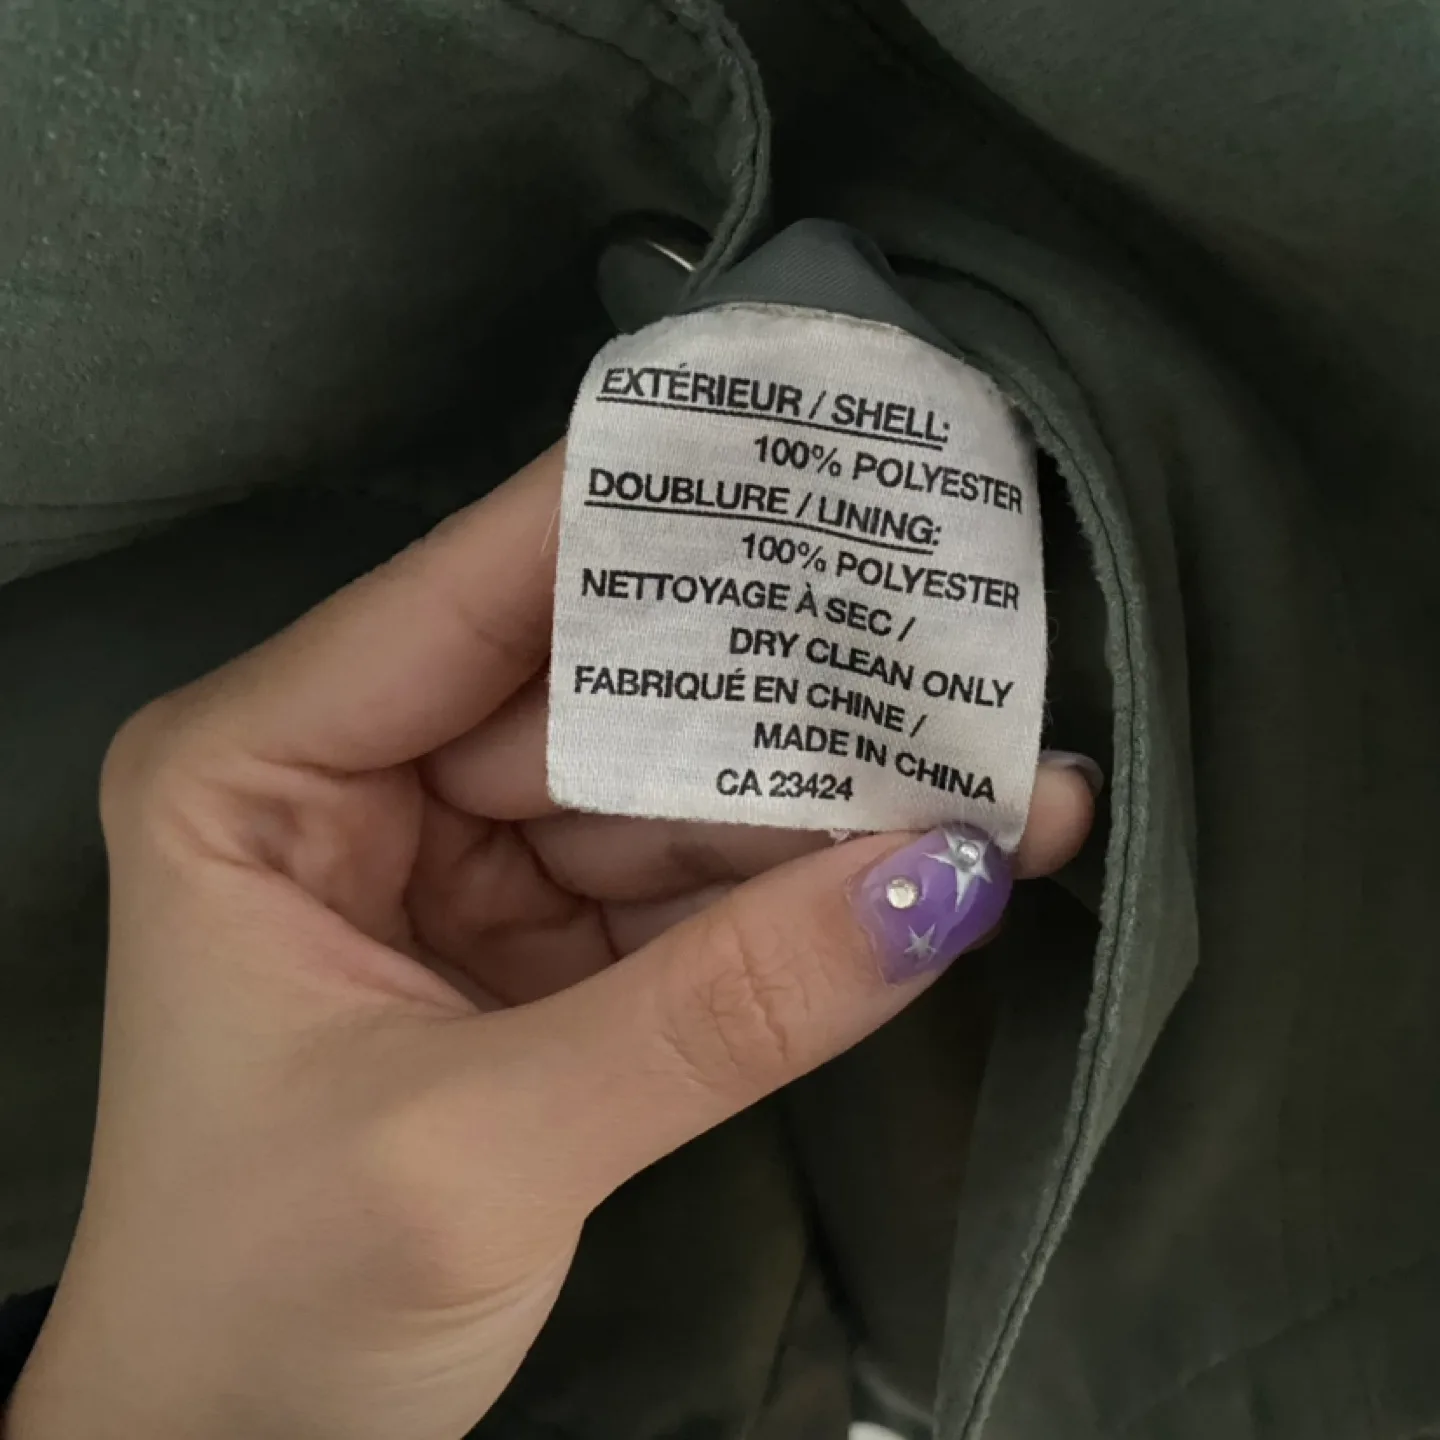 EXTÉRIEUR / SHELL:
100% POLYESTER
DOUBLURE / LINING:
100% POLYESTER
NETTOYAGE À SEC /
DRY CLEAN ONLY
FABRIQUÉ EN CHINE /
MADE IN CHINA
CA 23424